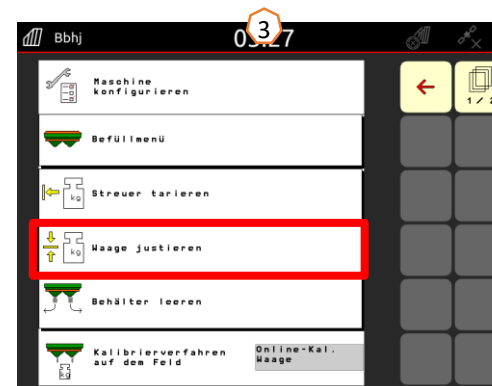 Bbhj
3
Maschine
konfigurieren
Befüllmenü
kg
Streuer tarieren
kg
Waage justieren
Behälter leeren
kg
Kalibrierverfahren
auf dem Feld
Online-Kal.
Waage